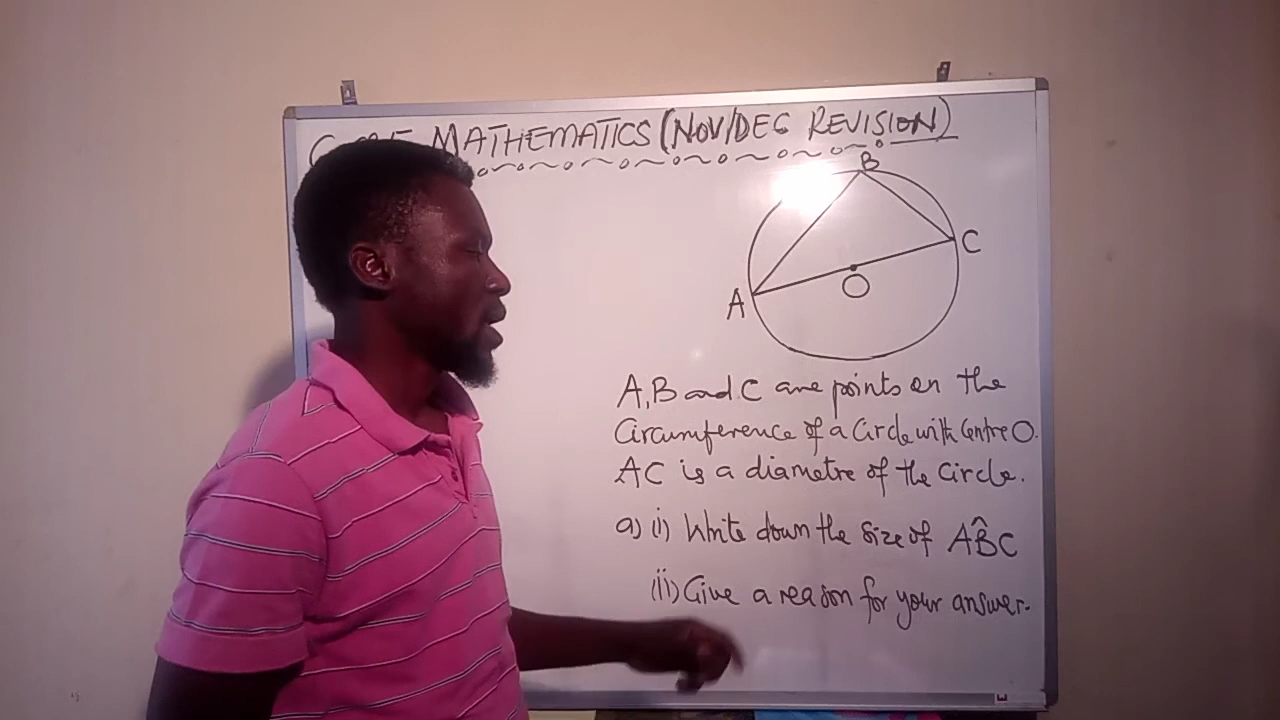 MATHEMATICS (NOV/DEC REVISION)
B
C
O
A
A, B and C are points on the
Circumference of a Circle with Centre O.
AC is a diametre of the Circle.
a) (i) Write down the size of AB̂C
(ii) Give a reason for your answer.